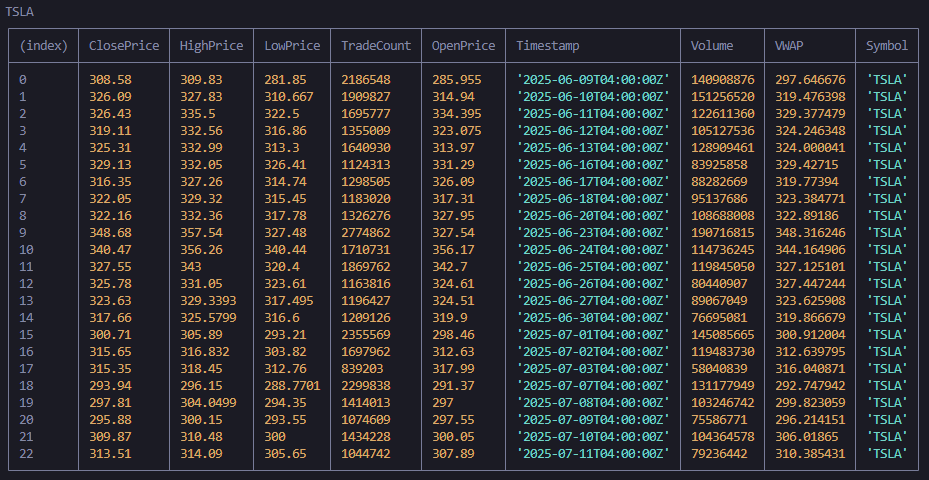 TSLA
(index) ClosePrice HighPrice LowPrice TradeCount OpenPrice Timestamp Volume VWAP Symbol
0 308.58 309.83 281.85 2186548 285.955 '2025-06-09T04:00:00Z' 140908876 297.646676 'TSLA'
1 326.09 327.83 310.667 1909827 314.94 '2025-06-10T04:00:00Z' 151256520 319.476398 'TSLA'
2 326.43 335.5 322.5 1695777 334.395 '2025-06-11T04:00:00Z' 122611360 329.377479 'TSLA'
3 319.11 332.56 316.86 1355009 323.075 '2025-06-12T04:00:00Z' 105127536 324.246348 'TSLA'
4 325.31 332.99 313.3 1640930 313.97 '2025-06-13T04:00:00Z' 128909461 324.000041 'TSLA'
5 329.13 332.05 326.41 1124313 331.29 '2025-06-16T04:00:00Z' 83925858 329.42715 'TSLA'
6 316.35 327.26 314.74 1298505 326.09 '2025-06-17T04:00:00Z' 88282669 319.77394 'TSLA'
7 322.05 329.32 315.45 1183020 317.31 '2025-06-18T04:00:00Z' 95137686 323.384771 'TSLA'
8 322.16 332.36 317.78 1326276 327.95 '2025-06-20T04:00:00Z' 108688008 322.89186 'TSLA'
9 348.68 357.54 327.48 2774862 327.54 '2025-06-23T04:00:00Z' 190716815 348.316246 'TSLA'
10 340.47 356.26 340.44 1710731 356.17 '2025-06-24T04:00:00Z' 114736245 344.164906 'TSLA'
11 327.55 343 320.4 1869762 342.7 '2025-06-25T04:00:00Z' 119845050 327.125101 'TSLA'
12 325.78 331.05 323.61 1163816 324.61 '2025-06-26T04:00:00Z' 80440907 327.447244 'TSLA'
13 323.63 329.3393 317.495 1196427 324.51 '2025-06-27T04:00:00Z' 89067049 323.625908 'TSLA'
14 317.66 325.5799 316.6 1209126 319.9 '2025-06-30T04:00:00Z' 76695081 319.866679 'TSLA'
15 300.71 305.89 293.21 2355569 298.46 '2025-07-01T04:00:00Z' 145085665 300.912004 'TSLA'
16 315.65 316.832 303.82 1697962 312.63 '2025-07-02T04:00:00Z' 119483730 312.639795 'TSLA'
17 315.35 318.45 312.76 839203 317.99 '2025-07-03T04:00:00Z' 58040839 316.040871 'TSLA'
18 293.94 296.15 288.7701 2299838 291.37 '2025-07-07T04:00:00Z' 131177949 292.747942 'TSLA'
19 297.81 304.0499 294.35 1414013 297 '2025-07-08T04:00:00Z' 103246742 299.823059 'TSLA'
20 295.88 300.15 293.55 1074609 297.55 '2025-07-09T04:00:00Z' 75586771 296.214151 'TSLA'
21 309.87 310.48 300 1434228 300.05 '2025-07-10T04:00:00Z' 104364578 306.01865 'TSLA'
22 313.51 314.09 305.65 1044742 307.89 '2025-07-11T04:00:00Z' 79236442 310.385431 'TSLA'